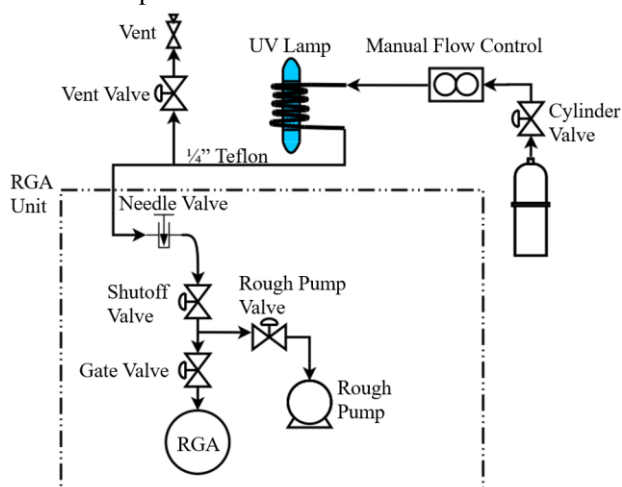 Vent
UV Lamp
Manual Flow Control
Vent Valve
Cylinder
Valve
¼” Teflon
RGA
Unit
Needle Valve
Shutoff
Valve
Rough Pump
Valve
Gate Valve
Rough
Pump
RGA